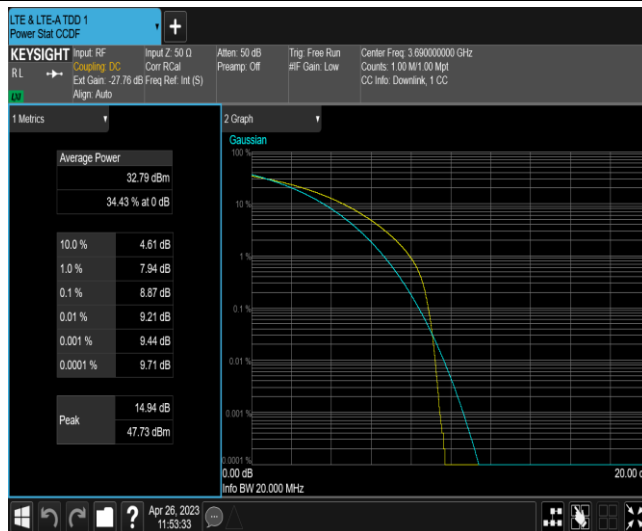 LTE & LTE-A TDD 1
Power Stat CCDF
+
KEYSIGHT
RL
LXI
Input: RF
Coupling: DC
Ext Gain: -27.76 dB
Align: Auto
Input Z: 50 Ω
Corr RCal
Freq Ref: Int (S)
Atten: 50 dB
Preamp: Off
Trig: Free Run
#IF Gain: Low
Center Freq: 3.690000000 GHz
Counts: 1.00 M/1.00 Mpt
CC Info: Downlink, 1 CC
1 Metrics
Average Power
32.79 dBm
34.43 % at 0 dB
10.0 % 4.61 dB
1.0 % 7.94 dB
0.1 % 8.87 dB
0.01 % 9.21 dB
0.001 % 9.44 dB
0.0001 % 9.71 dB
Peak
14.94 dB
47.73 dBm
2 Graph
Gaussian
100 %
10 %
1 %
0.1 %
0.01 %
0.001 %
0.0001 %
0.00 dB
20.00
Info BW 20.000 MHz
?
Apr 26, 2023
11:53:33